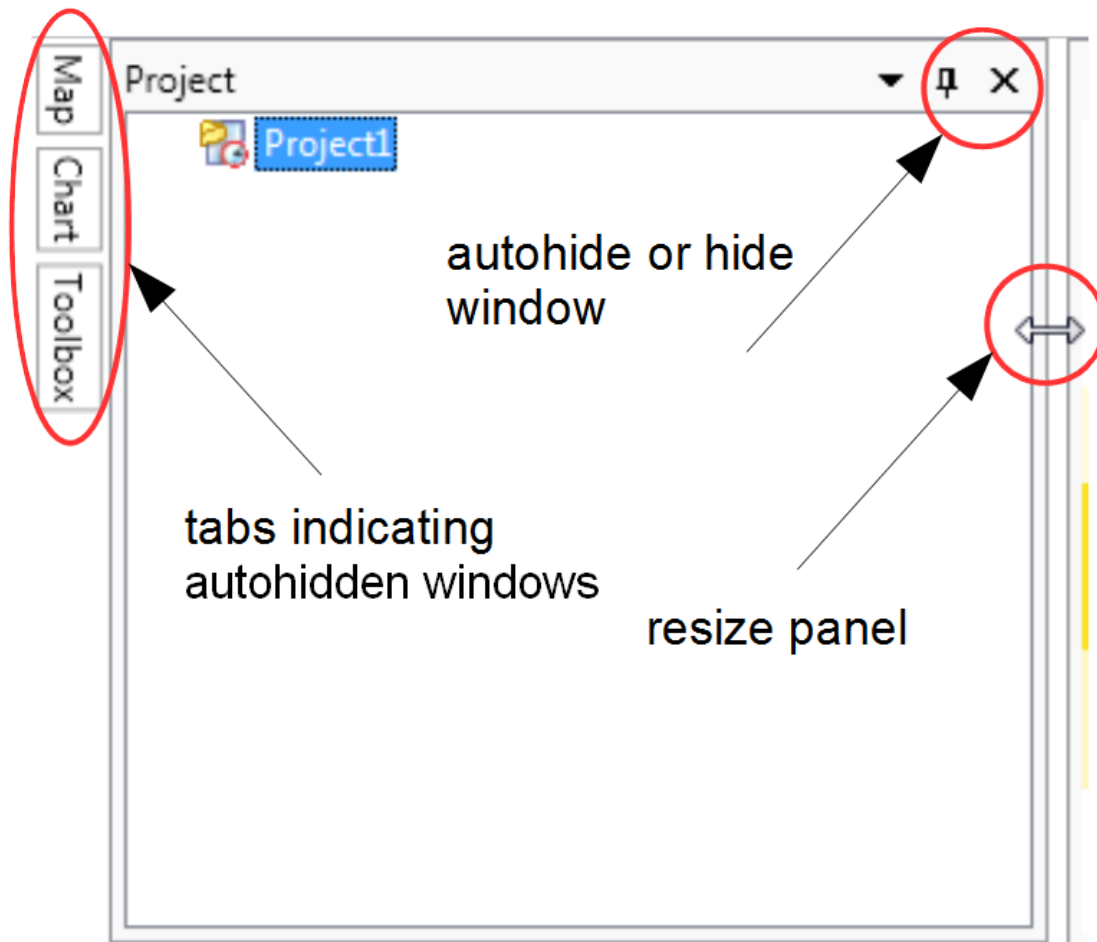 Map
Chart
Toolbox
Project
Project1
autohide or hide
window
tabs indicating
autohidden windows
resize panel